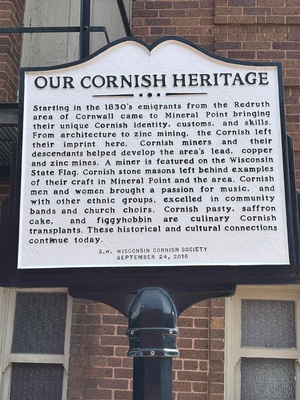 OUR CORNISH HERITAGE
Starting in the 1830's emigrants from the Redruth
area of Cornwall came to Mineral Point bringing
their unique Cornish identity, customs, and skills.
From architecture to zinc mining, the Cornish left
their imprint here. Cornish miners and their
descendants helped develop the area's lead, copper
and zinc mines. A miner is featured on the Wisconsin
State Flag. Cornish stone masons left behind examples
of their craft in Mineral Point and the area. Cornish
men and women brought a passion for music, and
with other ethnic groups, excelled in community
bands and church choirs. Cornish pasty, saffron
cake, and figgyhobbin are culinary Cornish
transplants. These historical and cultural connections
continue today.
S.W. WISCONSIN CORNISH SOCIETY
SEPTEMBER 24, 2016